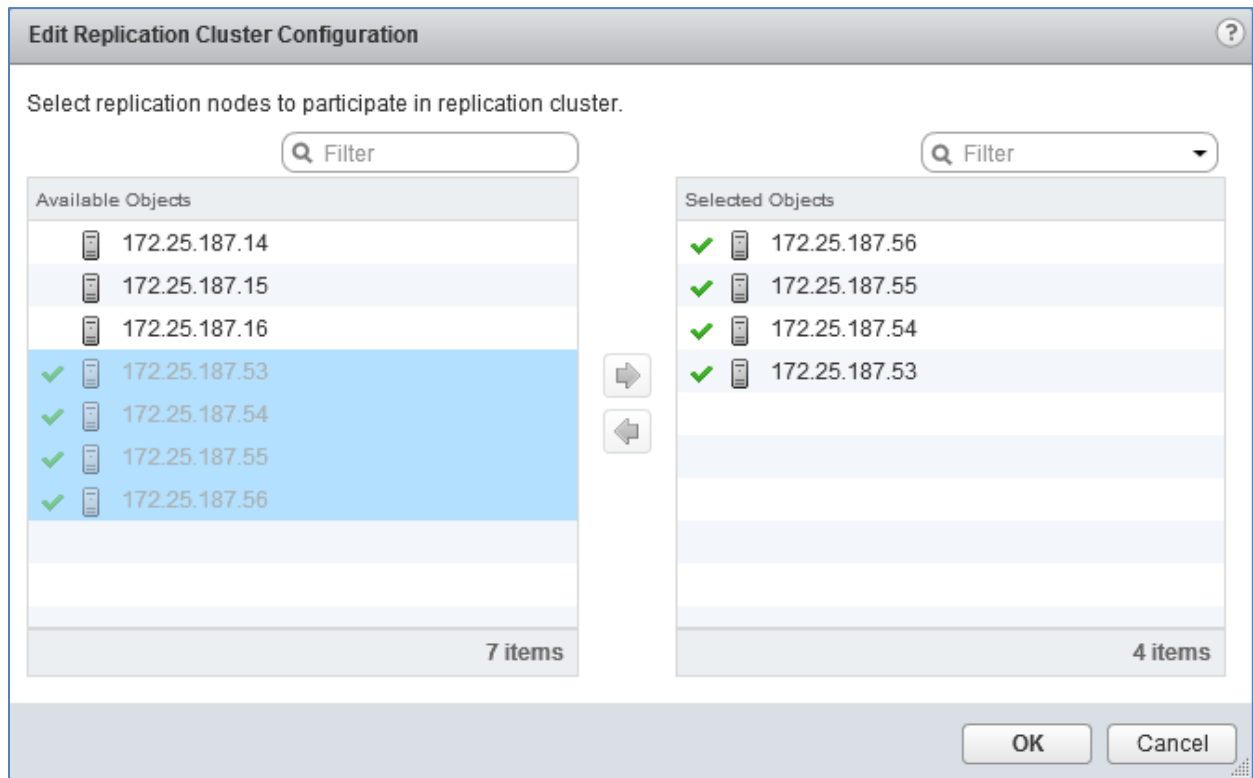 Edit Replication Cluster Configuration ?
Select replication nodes to participate in replication cluster.
Filter Filter
Available Objects
172.25.187.14
172.25.187.15
172.25.187.16
172.25.187.53
172.25.187.54
172.25.187.55
172.25.187.56
7 items
Selected Objects
172.25.187.56
172.25.187.55
172.25.187.54
172.25.187.53
4 items
OK Cancel